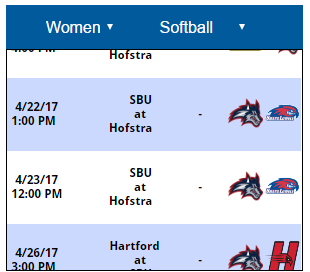 Women ▾ Softball ▾
Hofstra
4/22/17
1:00 PM
SBU
at
Hofstra
-
4/23/17
12:00 PM
SBU
at
Hofstra
-
4/26/17
3:00 PM
Hartford
at
-
H